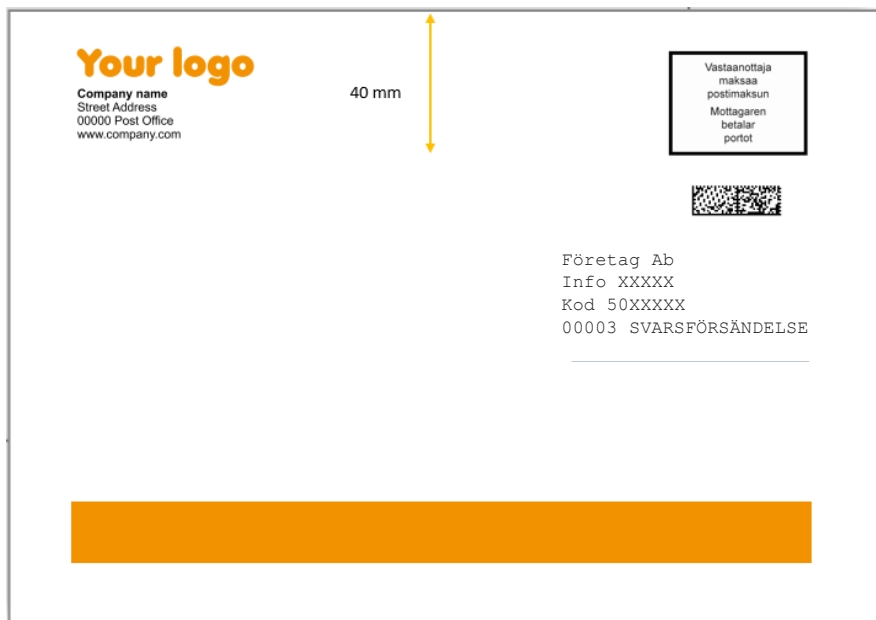 Your logo
Company name
Street Address
00000 Post Office
www.company.com
40 mm
Vastaanottaja
maksaa
postimaksun
Mottagaren
betalar
portot
Företag Ab
Info XXXXX
Kod 50XXXXX
00003 SVARSFÖRSÄNDELSE